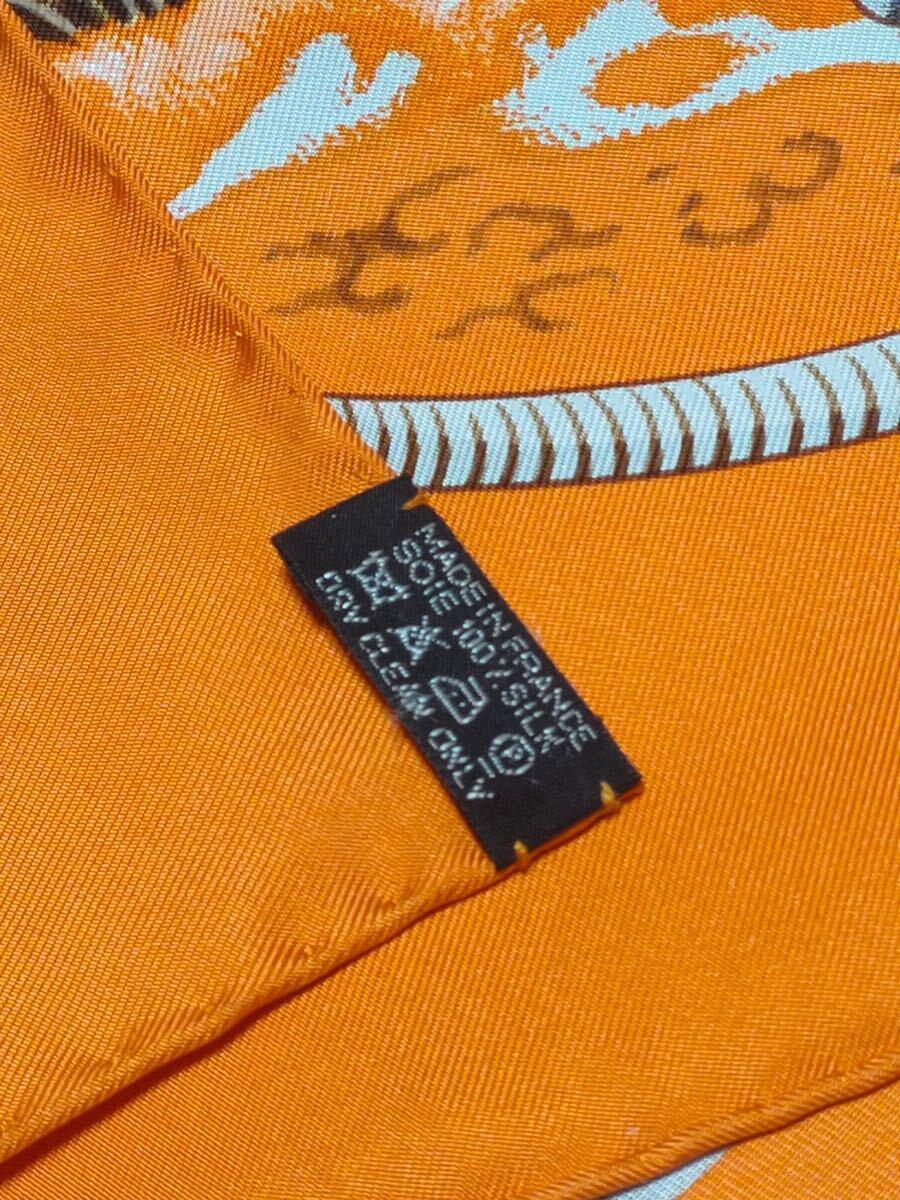 MADE IN FRANCE
SOIE 100% SILK
P
DRY CLEAN ONLY